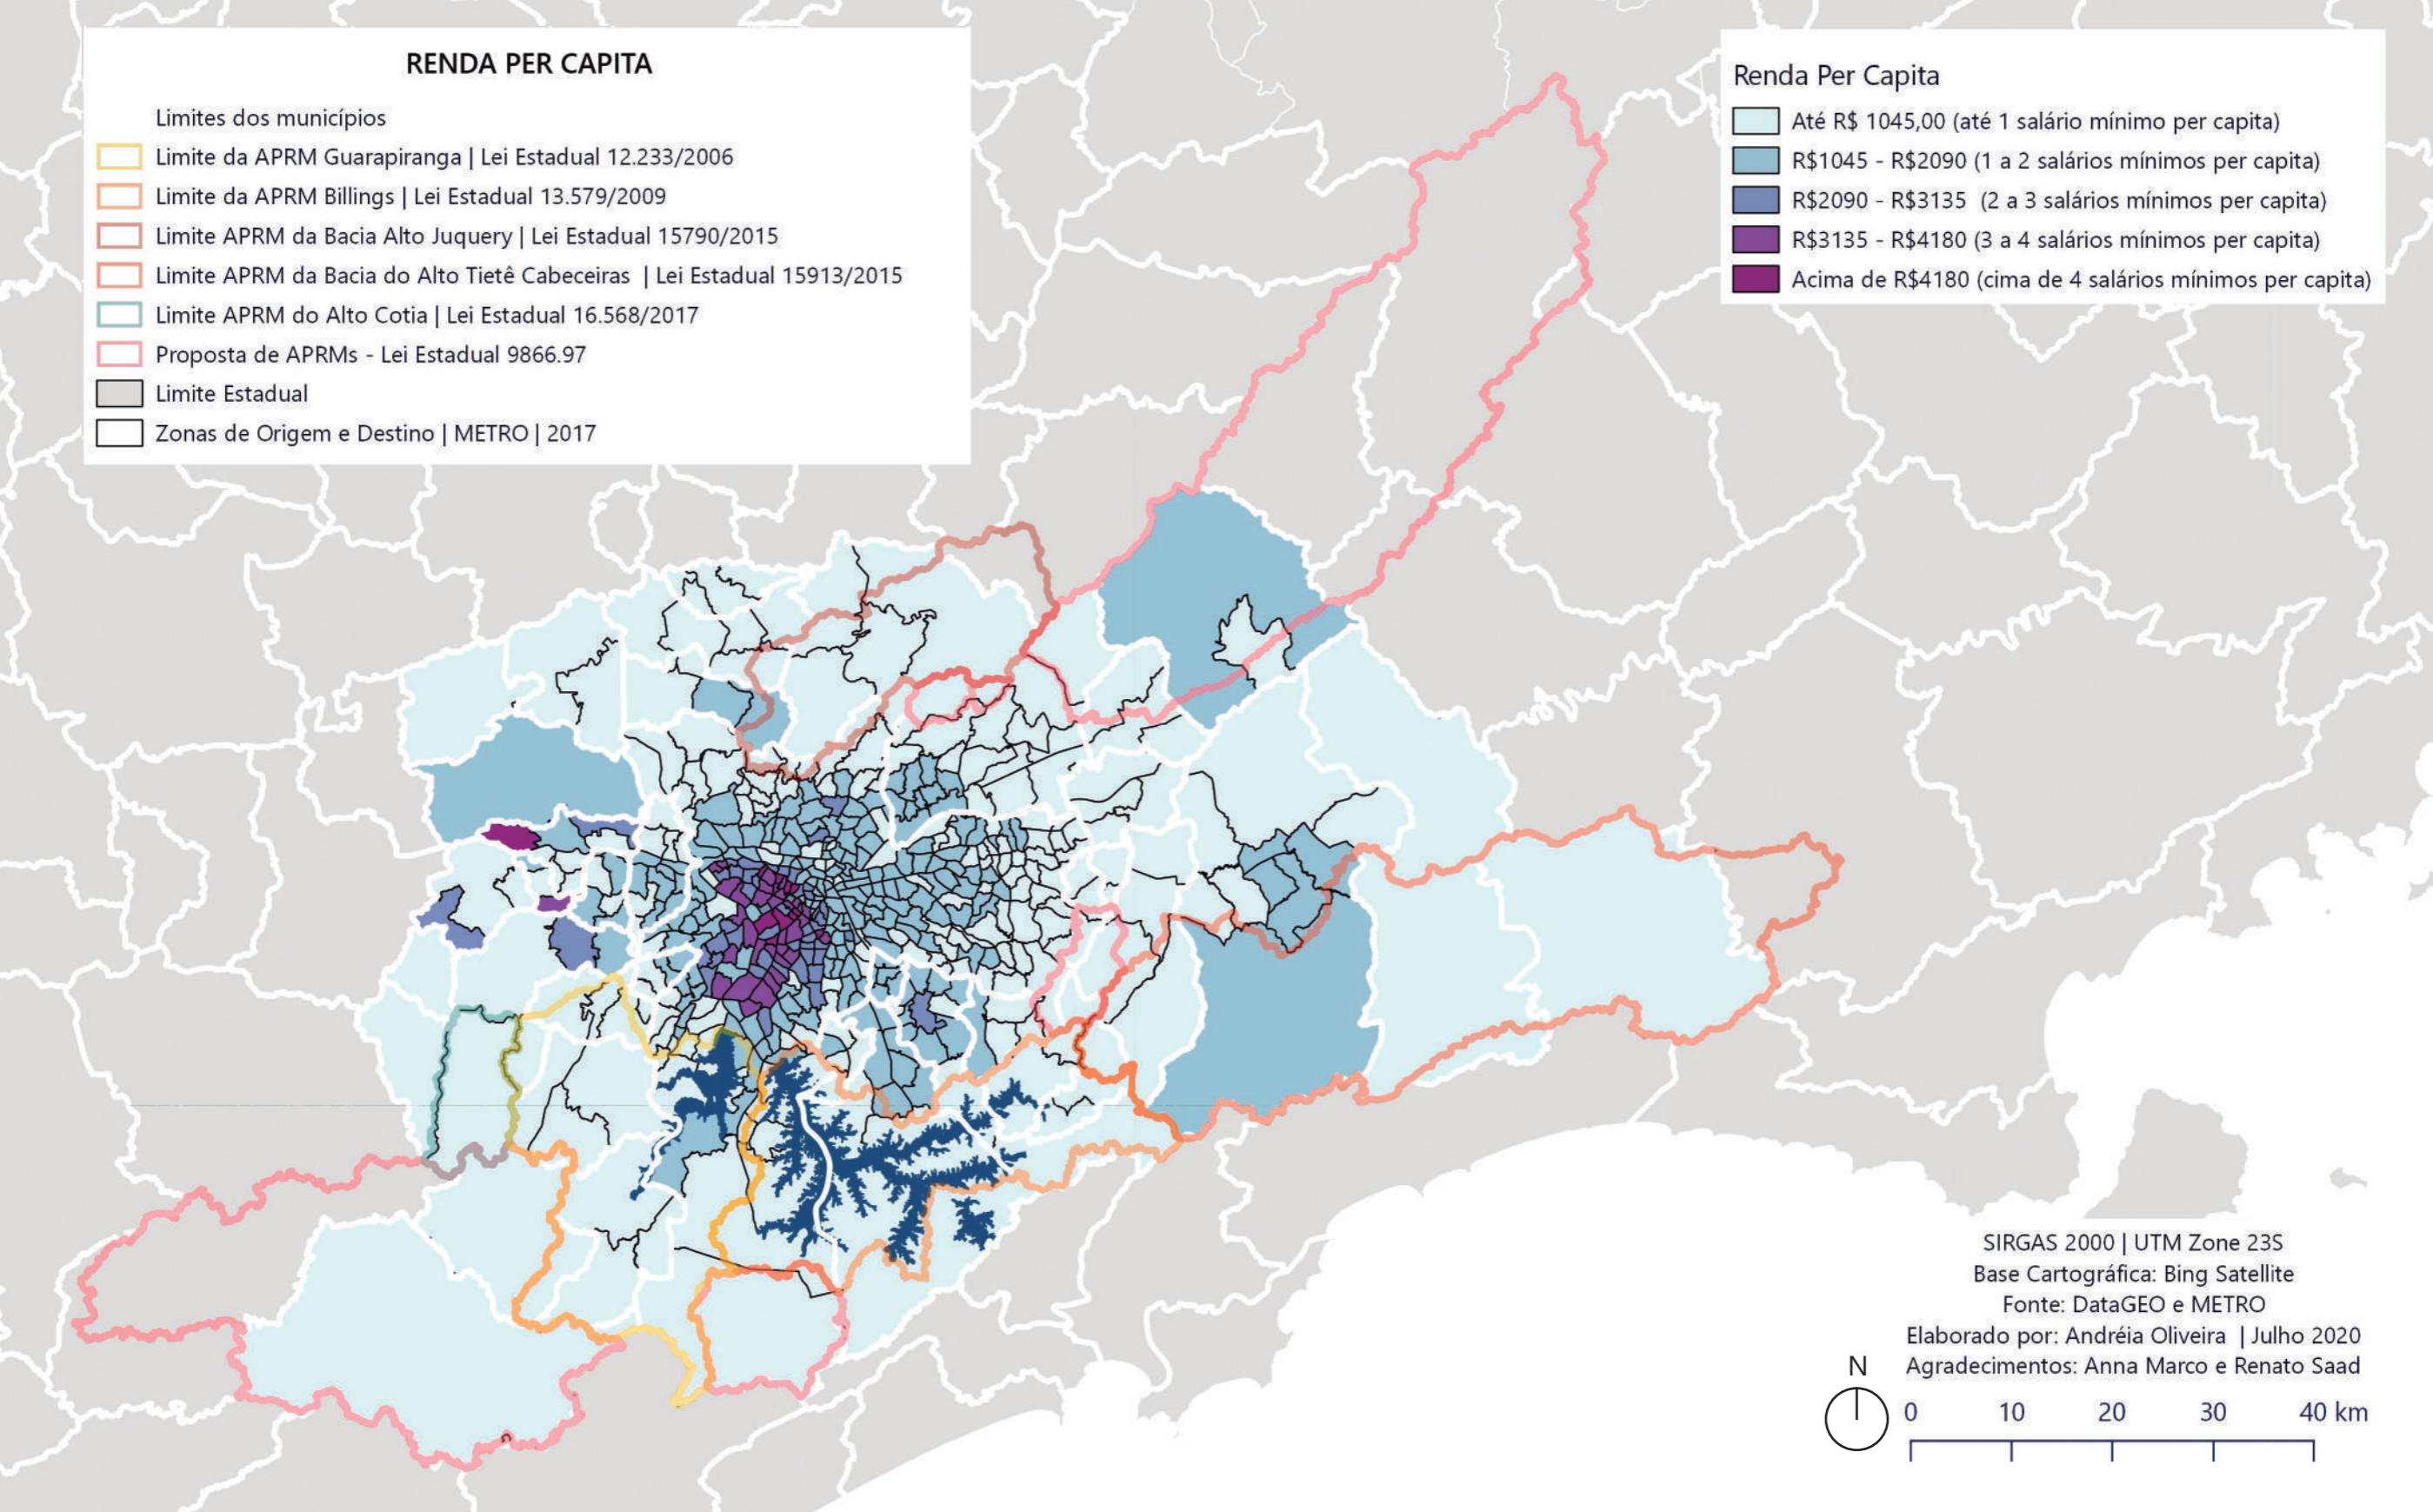 RENDA PER CAPITA
Limites dos municípios
Limite da APRM Guarapiranga | Lei Estadual 12.233/2006
Limite da APRM Billings | Lei Estadual 13.579/2009
Limite APRM da Bacia Alto Juquery | Lei Estadual 15790/2015
Limite APRM da Bacia do Alto Tietê Cabeceiras | Lei Estadual 15913/2015
Limite APRM do Alto Cotia | Lei Estadual 16.568/2017
Proposta de APRMs - Lei Estadual 9866.97
Limite Estadual
Zonas de Origem e Destino | METRO | 2017
Renda Per Capita
Até R$ 1045,00 (até 1 salário mínimo per capita)
R$1045 - R$2090 (1 a 2 salários mínimos per capita)
R$2090 - R$3135 (2 a 3 salários mínimos per capita)
R$3135 - R$4180 (3 a 4 salários mínimos per capita)
Acima de R$4180 (cima de 4 salários mínimos per capita)
SIRGAS 2000 | UTM Zone 23S
Base Cartográfica: Bing Satellite
Fonte: DataGEO e METRO
Elaborado por: Andréia Oliveira | Julho 2020
Agradecimentos: Anna Marco e Renato Saad
N
0 10 20 30 40 km